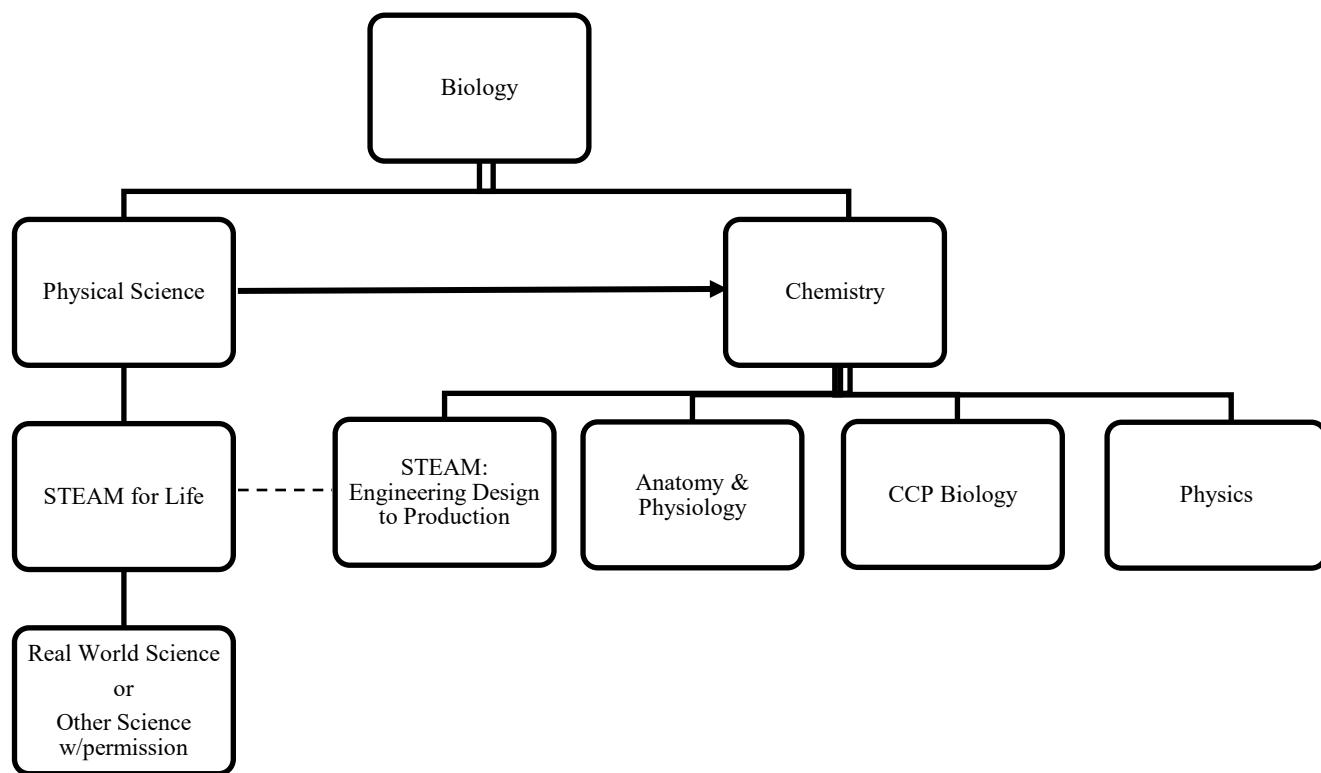 Biology
Physical Science
Chemistry
STEAM for Life
STEAM:
Engineering Design
to Production
Anatomy &
Physiology
CCP Biology
Physics
Real World Science
or
Other Science
w/permission